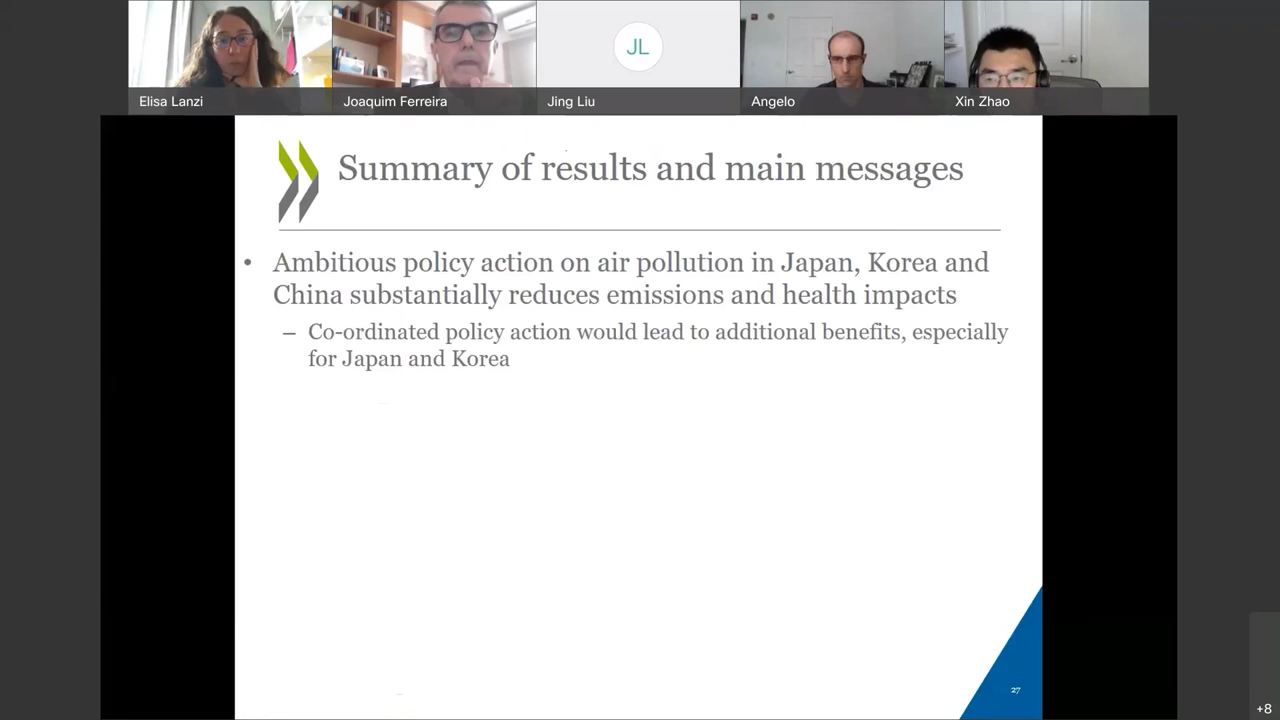 Elisa Lanzi
Joaquim Ferreira
JL
Jing Liu
Angelo
Xin Zhao
Summary of results and main messages
• Ambitious policy action on air pollution in Japan, Korea and
China substantially reduces emissions and health impacts
– Co-ordinated policy action would lead to additional benefits, especially
for Japan and Korea
27
+8